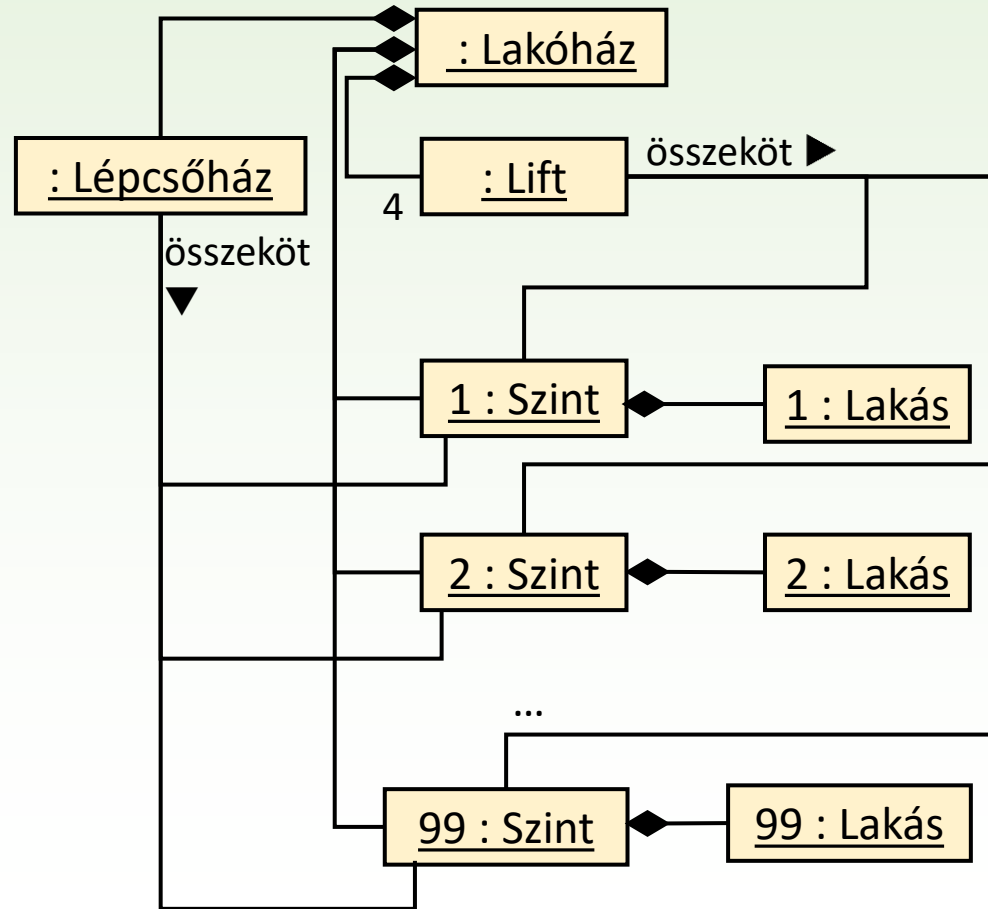 : Lakóház
: Lépcsőház
: Lift
összeköt ▶
4
összeköt
▼
1 : Szint
1 : Lakás
2 : Szint
2 : Lakás
...
99 : Szint
99 : Lakás